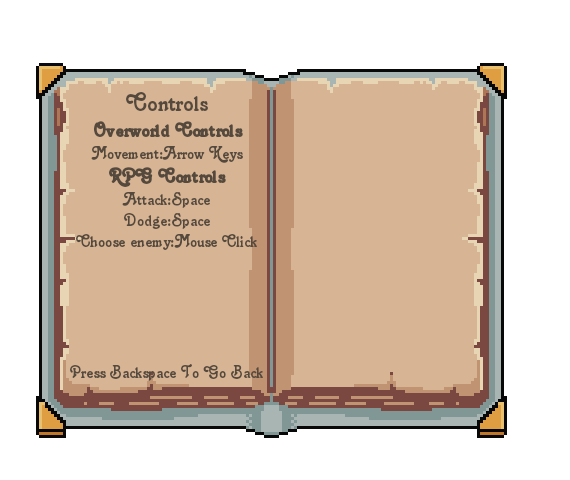 Controls
Overworld Controls
Movement:Arrow Keys
RPG Controls
Attack:Space
Dodge:Space
Choose enemy:Mouse Click
Press Backspace To Go Back